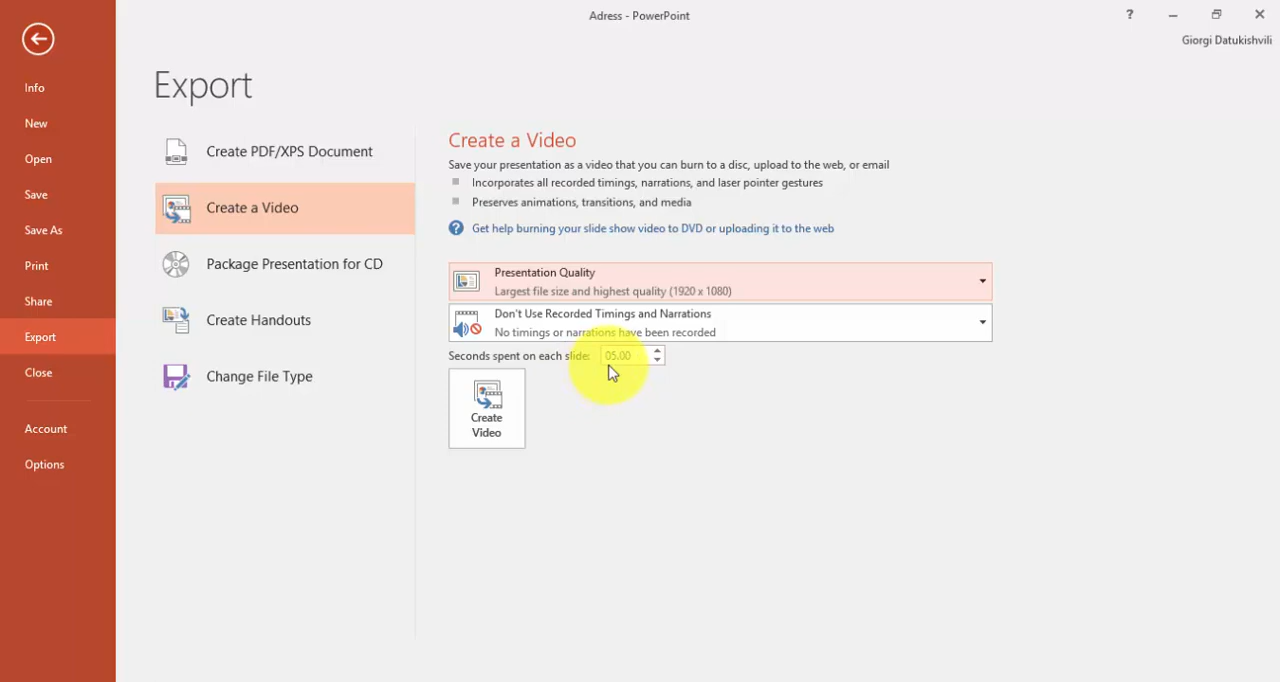 Adress - PowerPoint
?
Giorgi Datukishvili
Info
New
Open
Save
Save As
Print
Share
Export
Close
Account
Options
Export
Create PDF/XPS Document
Create a Video
Package Presentation for CD
Create Handouts
Change File Type
Create a Video
Save your presentation as a video that you can burn to a disc, upload to the web, or email
Incorporates all recorded timings, narrations, and laser pointer gestures
Preserves animations, transitions, and media
? Get help burning your slide show video to DVD or uploading it to the web
Presentation Quality
Largest file size and highest quality (1920 x 1080)
Don't Use Recorded Timings and Narrations
No timings or narrations have been recorded
Seconds spent on each slide: 05.00
Create
Video